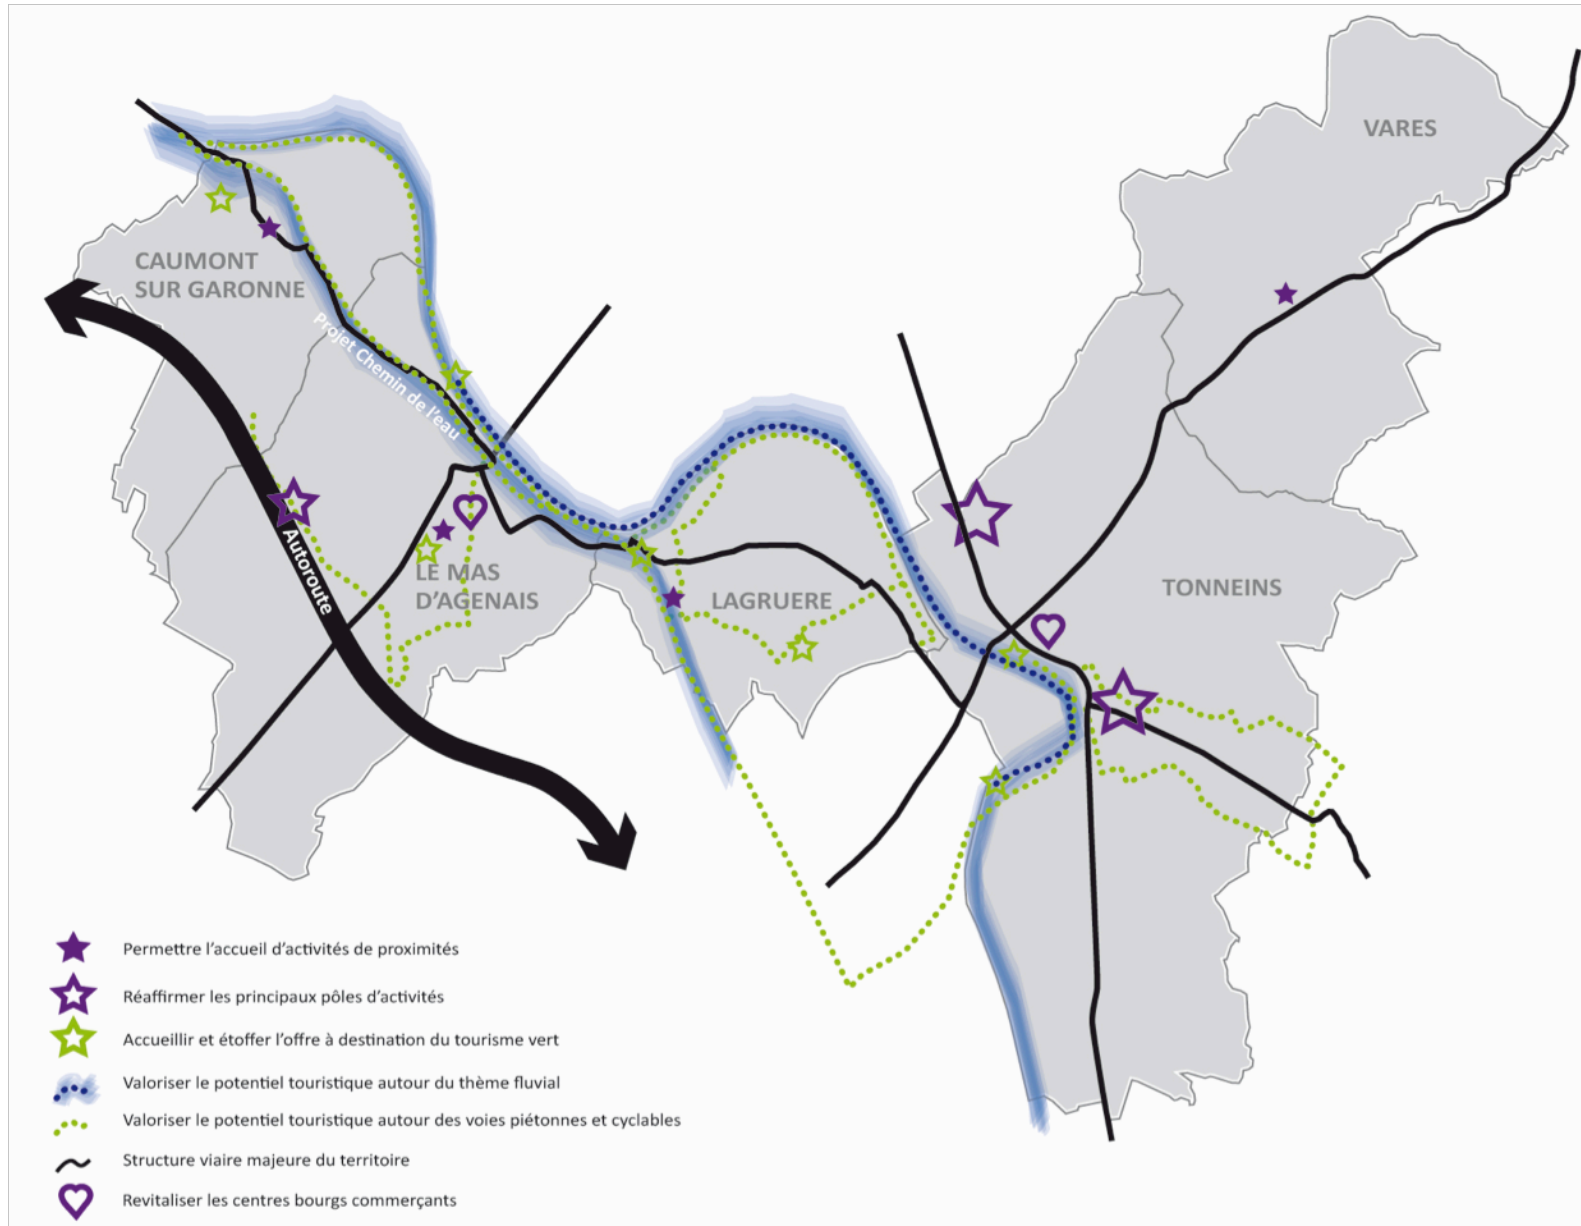 VARES
CAUMONT
SUR GARONNE
Projet Chemin de l'eau
Autoroute
LE MAS
D'AGENAIS
LAGRUERE
TONNEINS
Permettre l'accueil d'activités de proximités
Réaffirmer les principaux pôles d'activités
Accueillir et étoffer l'offre à destination du tourisme vert
Valoriser le potentiel touristique autour du thème fluvial
Valoriser le potentiel touristique autour des voies piétonnes et cyclables
Structure viaire majeure du territoire
Revitaliser les centres bourgs commerçants